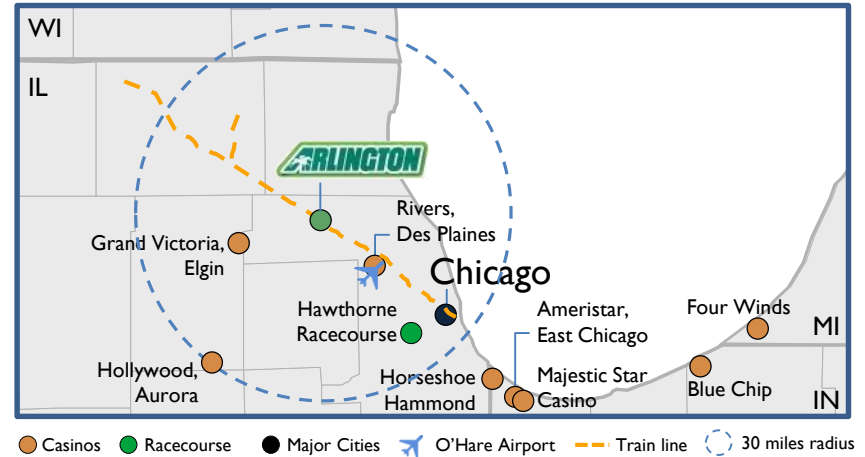 WI
IL
ARLINGTON
Rivers,
Des Plaines
Grand Victoria,
Elgin
Chicago
Hawthorne
Racecourse
Ameristar,
East Chicago
Four Winds
MI
Hollywood,
Aurora
Horseshoe
Hammond
Majestic Star
Casino
Blue Chip
IN
Casinos
Racecourse
Major Cities
O'Hare Airport
Train line
30 miles radius